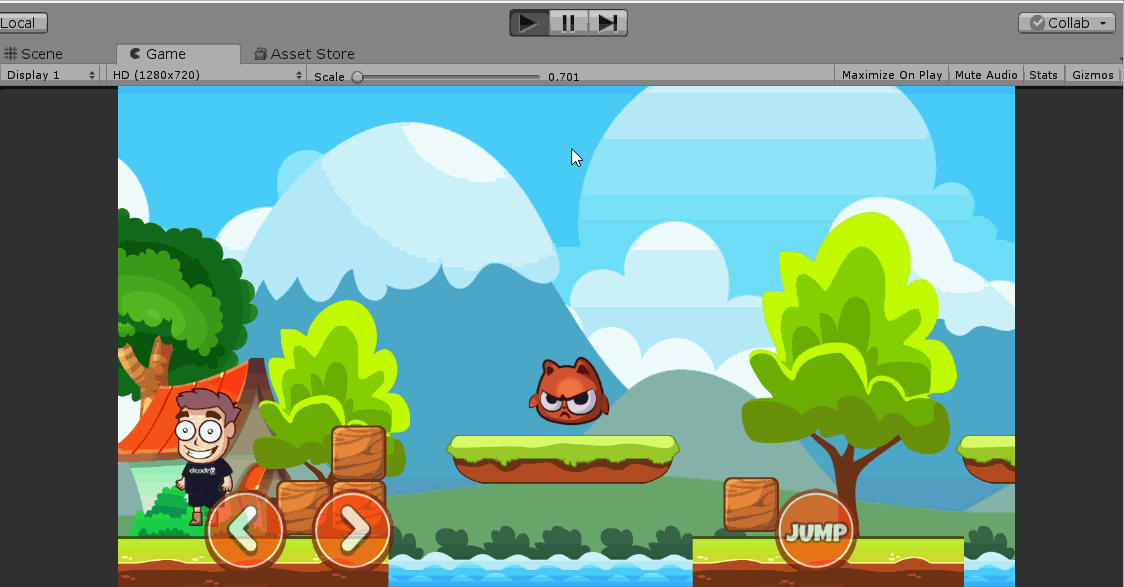 Local
Collab
Scene
Game
Asset Store
Display 1
HD (1280x720)
Scale
0.701
Maximize On Play
Mute Audio
Stats
Gizmos
dicoding
JUMP